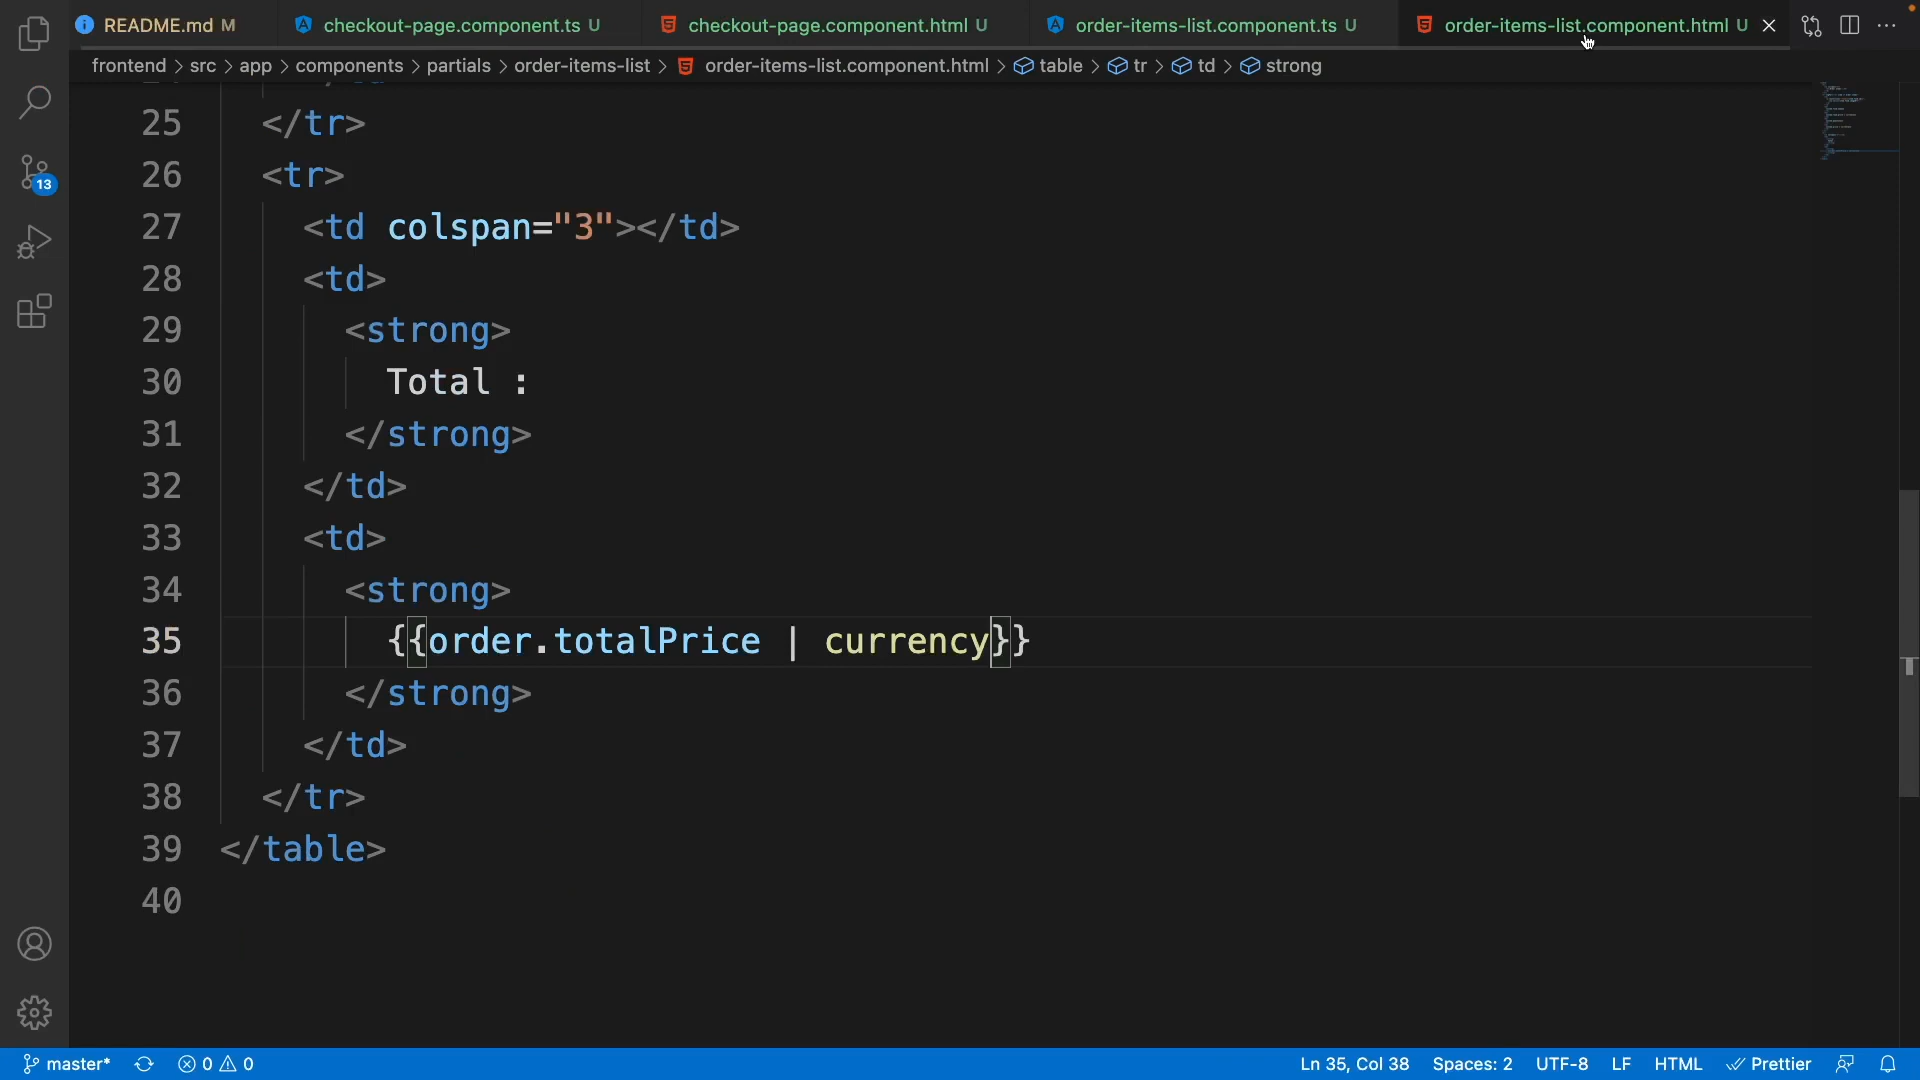 README.md M checkout-page.component.ts U checkout-page.component.html U order-items-list.component.ts U order-items-list.component.html U
frontend > src > app > components > partials > order-items-list > order-items-list.component.html > table > tr > td > strong
25 </tr>
26 <tr>
27 <td colspan="3"></td>
28 <td>
29 <strong>
30 Total :
31 </strong>
32 </td>
33 <td>
34 <strong>
35 {{order.totalPrice | currency}}
36 </strong>
37 </td>
38 </tr>
39 </table>
40
13
master* 0 0 Ln 35, Col 38 Spaces: 2 UTF-8 LF HTML Prettier